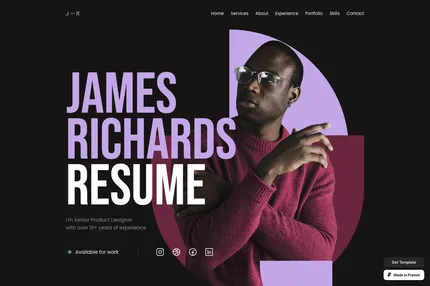 J — R
Home Services About Experience Portfolio Skills Contact
JAMES
RICHARDS
RESUME
I'm Senior Product Designer
with over 10+ years of experience
Available for work
Get Template
Made in Framer